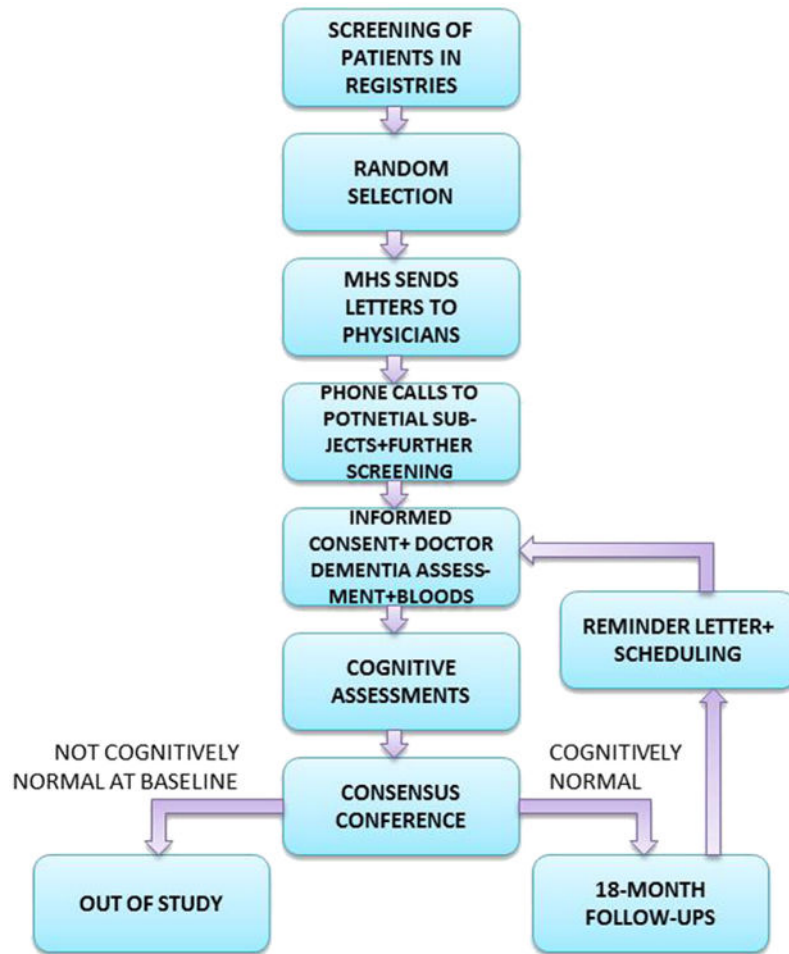 SCREENING OF
PATIENTS IN
REGISTRIES
RANDOM
SELECTION
MHS SENDS
LETTERS TO
PHYSICIANS
PHONE CALLS TO
POTNETIAL SUB-
JECTS+FURTHER
SCREENING
INFORMED
CONSENT+ DOCTOR
DEMENTIA ASSESS-
MENT+BLOODS
REMINDER LETTER+
SCHEDULING
COGNITIVE
ASSESSMENTS
NOT COGNITIVELY
NORMAL AT BASELINE
COGNITIVELY
NORMAL
CONSENSUS
CONFERENCE
OUT OF STUDY
18-MONTH
FOLLOW-UPS